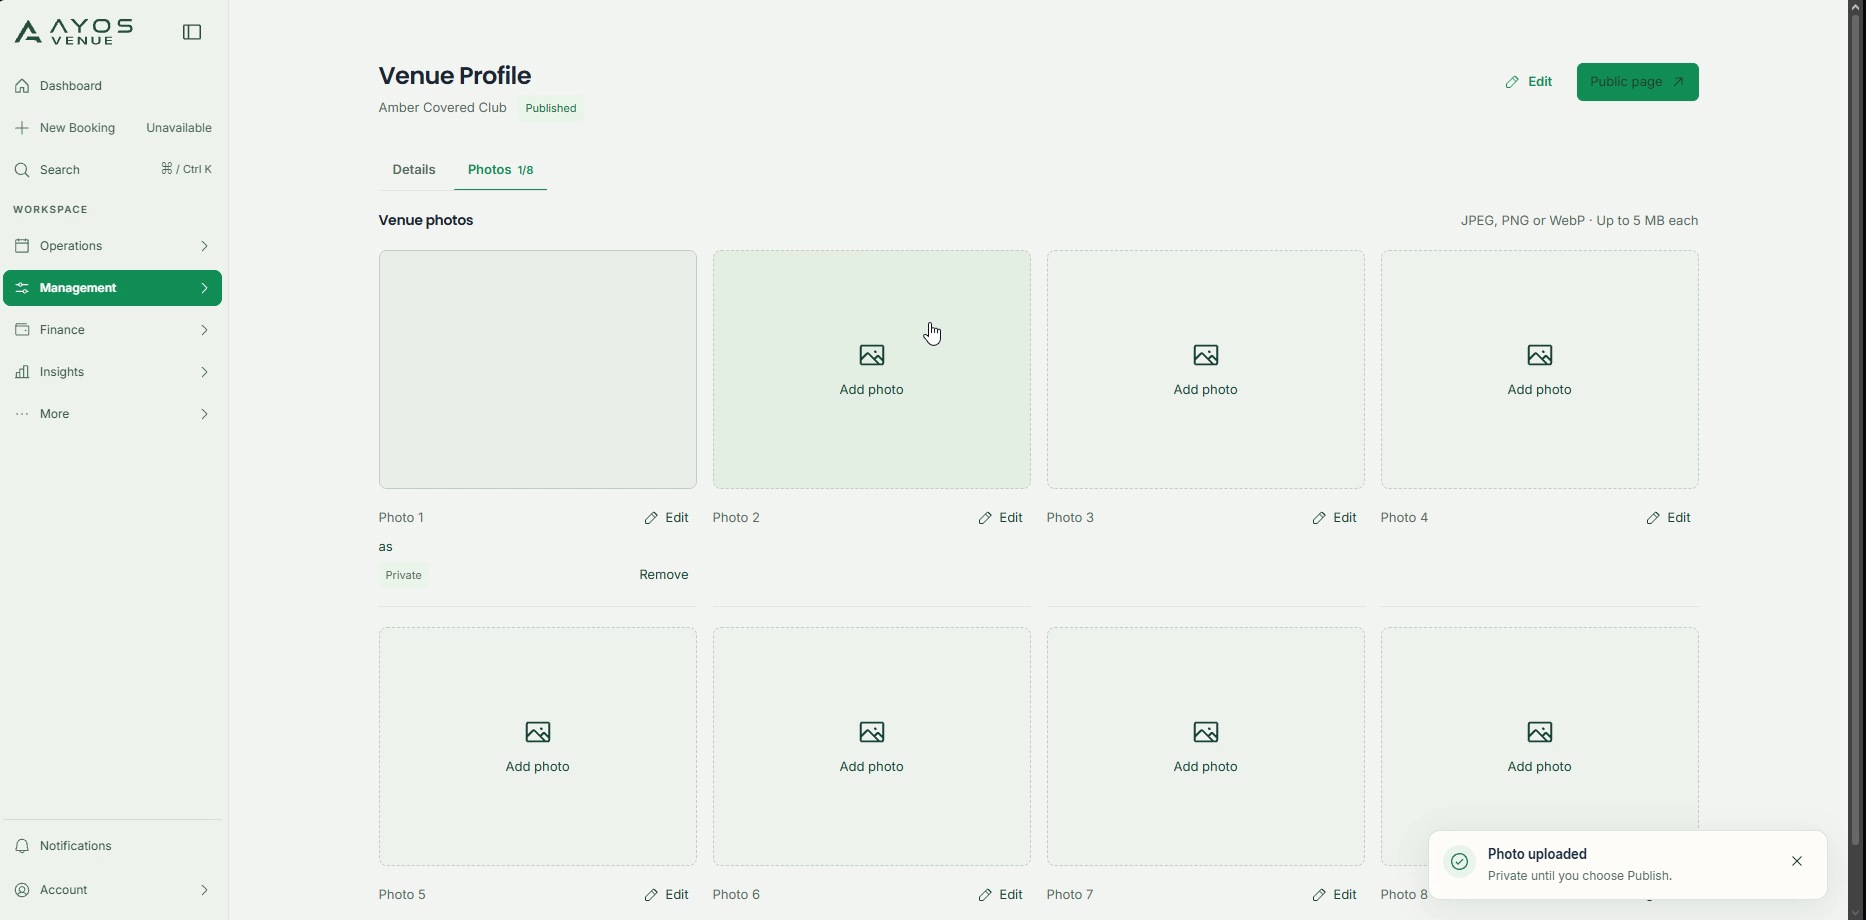 AYOS
VENUE
Dashboard
New Booking Unavailable
Search ⌘ / Ctrl K
WORKSPACE
Operations
Management
Finance
Insights
More
Notifications
Account
Venue Profile
Amber Covered Club Published
Edit
Public page
Details
Photos 1/8
Venue photos
JPEG, PNG or WebP · Up to 5 MB each
Add photo
Add photo
Add photo
Photo 1 Edit
Photo 2 Edit
Photo 3 Edit
Photo 4 Edit
as
Private Remove
Add photo
Add photo
Add photo
Add photo
Photo 5 Edit
Photo 6 Edit
Photo 7 Edit
Photo 8
Photo uploaded
Private until you choose Publish.